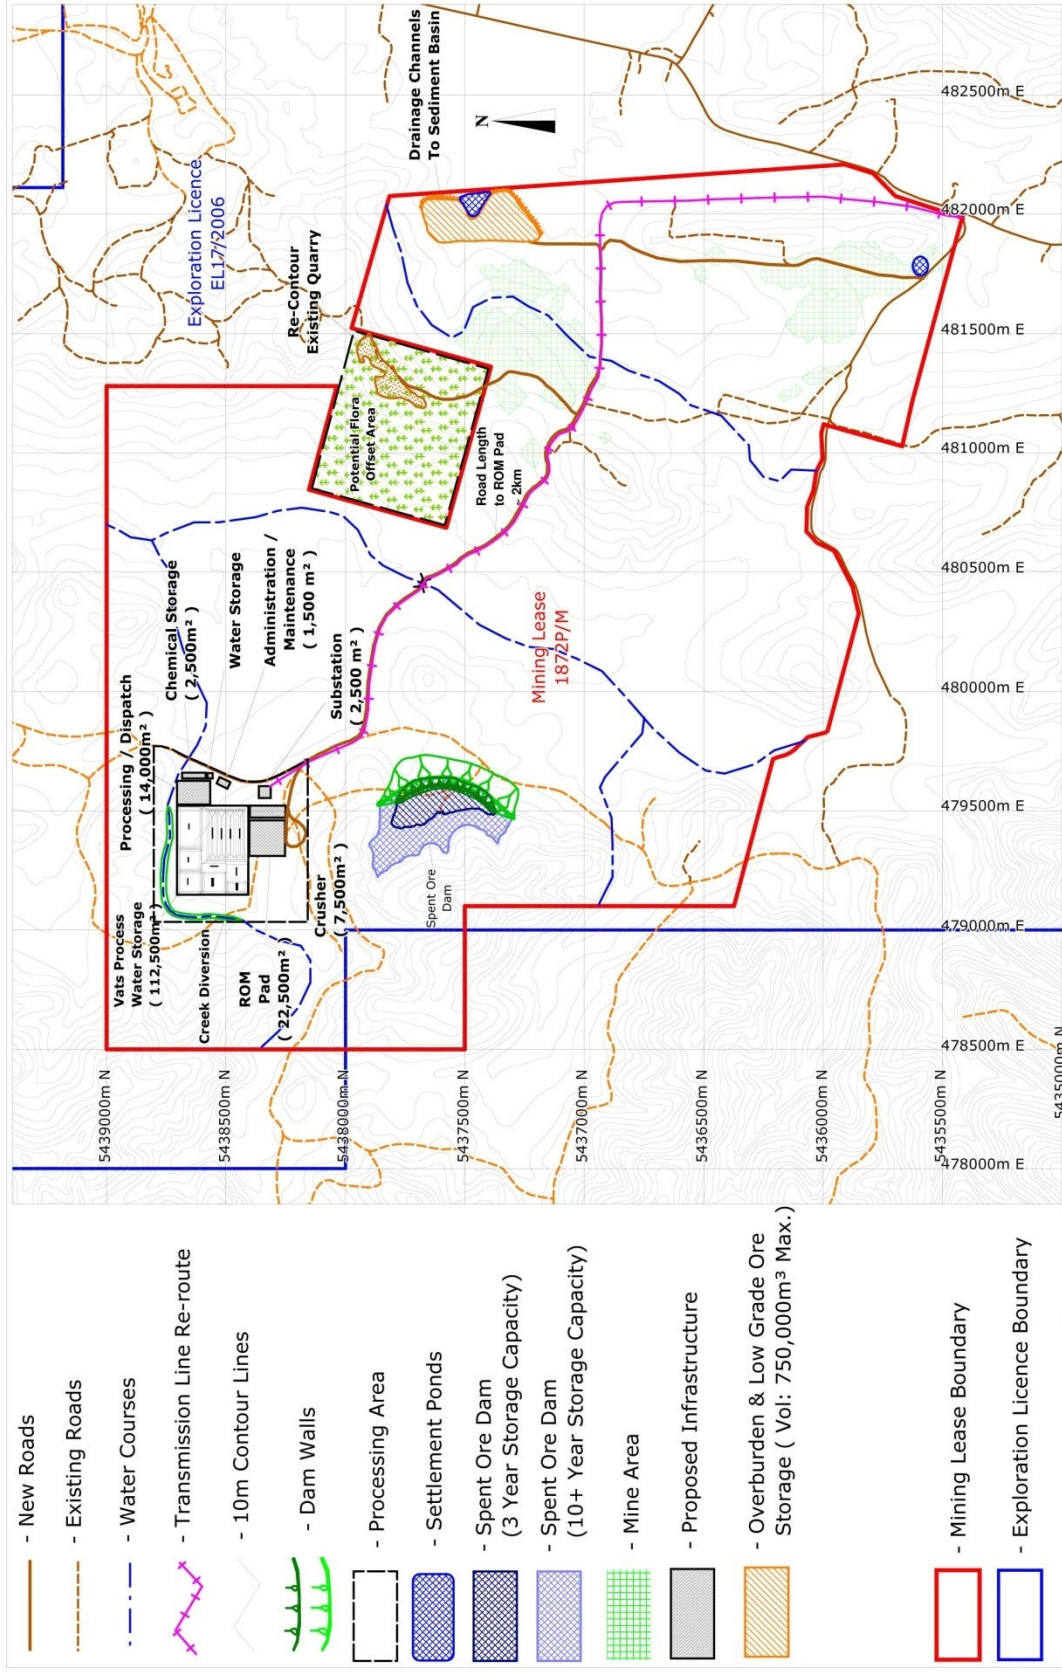 Exploration Licence
EL17/2006
Re-Contour
Existing Quarry
Drainage Channels
To Sediment Basin
N
Potential Flora
Offset Area
Road Length
to ROM Pad
~ 2km
Processing / Dispatch
( 14,000m² )
Chemical Storage
( 2,500m² )
Water Storage
Administration /
Maintenance
( 1,500 m² )
Substation
( 2,500 m² )
Vats Process
Water Storage
( 112,500m² )
Creek Diversion
ROM
Pad
( 22,500m² )
Crusher
( 7,500m² )
Spent Ore
Dam
Mining Lease
1872P/M
5439000m N
5438500m N
5438000m N
5437500m N
5437000m N
5436500m N
5436000m N
5435500m N
5435000m N
478000m E
478500m E
479000m E
479500m E
480000m E
480500m E
481000m E
481500m E
482000m E
482500m E
- New Roads
- Existing Roads
- Water Courses
- Transmission Line Re-route
- 10m Contour Lines
- Dam Walls
- Processing Area
- Settlement Ponds
- Spent Ore Dam
(3 Year Storage Capacity)
- Spent Ore Dam
(10+ Year Storage Capacity)
- Mine Area
- Proposed Infrastructure
- Overburden & Low Grade Ore
Storage ( Vol: 750,000m³ Max.)
- Mining Lease Boundary
- Exploration Licence Boundary